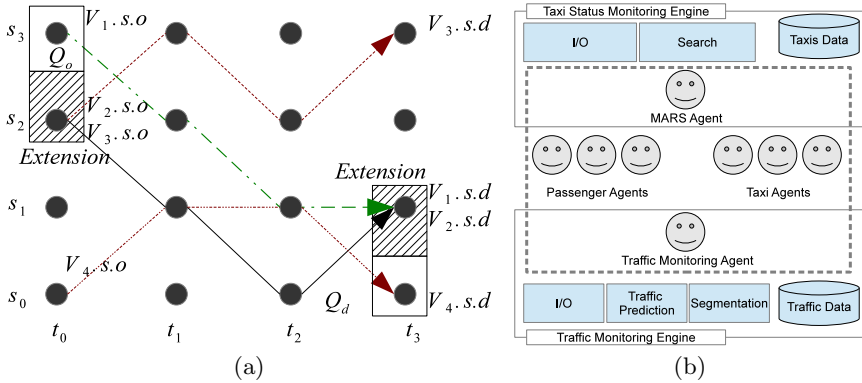 s3
V1.s.o
Qo
V3.s.d
s2
V2.s.o
V3.s.o
Extension
Extension
s1
V1.s.d
V2.s.d
V4.s.o
s0
Qd
V4.s.d
t0 t1 t2 t3
(a)
Taxi Status Monitoring Engine
I/O
Search
Taxis Data
MARS Agent
Passenger Agents
Taxi Agents
Traffic Monitoring Agent
I/O
Traffic
Prediction
Segmentation
Traffic Data
Traffic Monitoring Engine
(b)